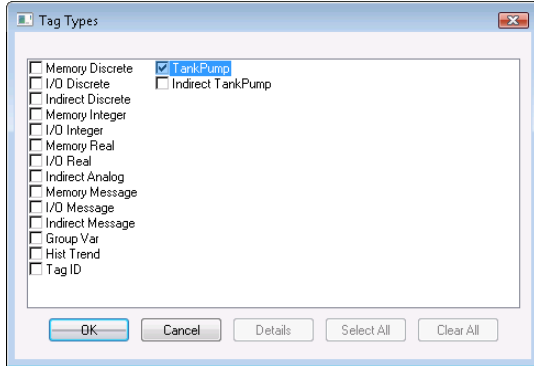 Tag Types
Memory Discrete
I/O Discrete
Indirect Discrete
Memory Integer
I/O Integer
Memory Real
I/O Real
Indirect Analog
Memory Message
I/O Message
Indirect Message
Group Var
Hist Trend
Tag ID
TankPump
Indirect TankPump
OK
Cancel
Details
Select All
Clear All